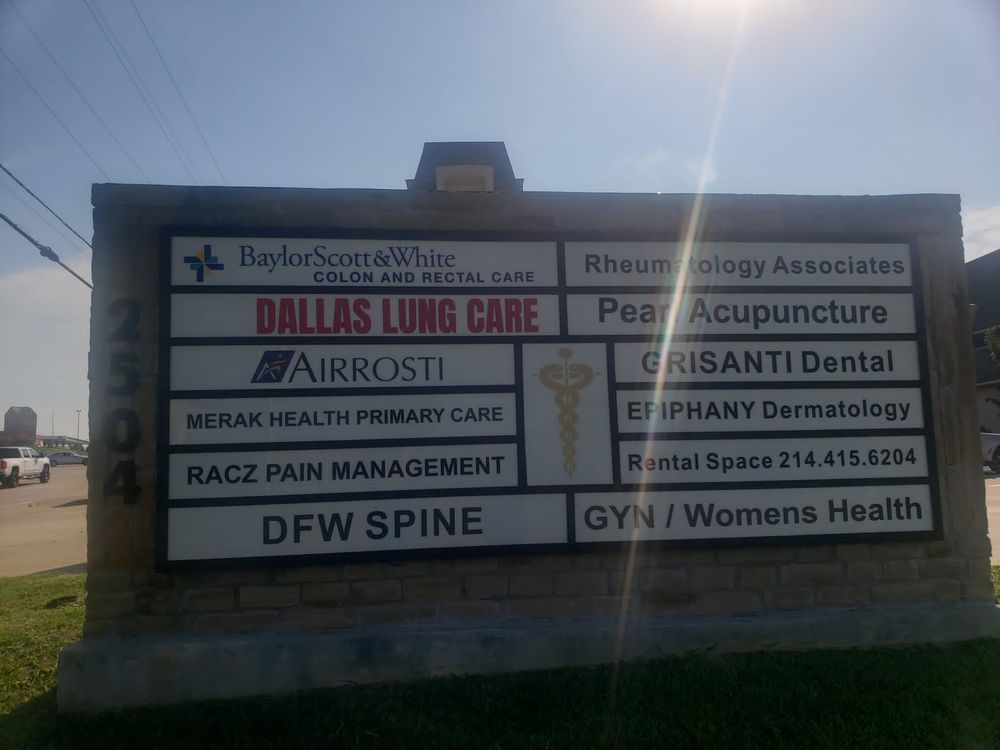 2504
BaylorScott&White
COLON AND RECTAL CARE
DALLAS LUNG CARE
AIRROSTI
MERAK HEALTH PRIMARY CARE
RACZ PAIN MANAGEMENT
DFW SPINE
Rheumatology Associates
Pearl Acupuncture
GRISANTI Dental
EPIPHANY Dermatology
Rental Space 214.415.6204
GYN / Womens Health